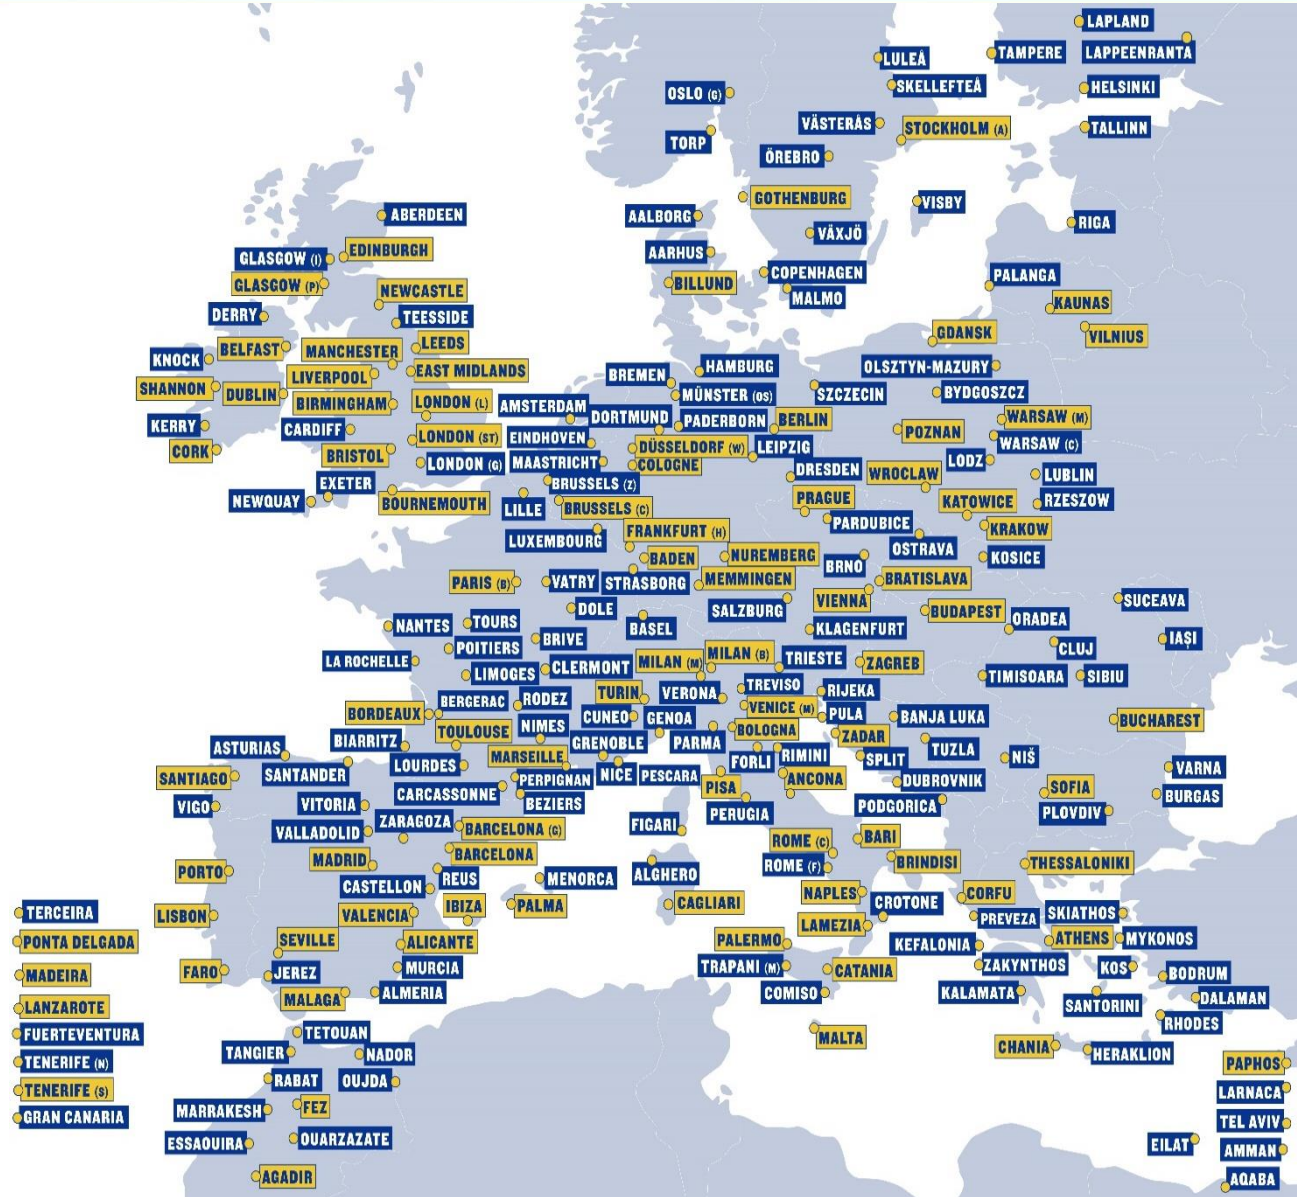 LAPLAND
LULEÅ
TAMPERE
LAPPEENRANTA
SKELLEFTEÅ
HELSINKI
OSLO (G)
VÄSTERÅS
STOCKHOLM (A)
TALLINN
TORP
ÖREBRO
GOTHENBURG
VISBY
ABERDEEN
AALBORG
RIGA
VÄXJÖ
EDINBURGH
GLASGOW (I)
AARHUS
COPENHAGEN
PALANGA
GLASGOW (P)
BILLUND
NEWCASTLE
MALMO
KAUNAS
DERRY
TEESSIDE
GDANSK
VILNIUS
BELFAST
MANCHESTER
LEEDS
KNOCK
HAMBURG
OLSZTYN-MAZURY
LIVERPOOL
EAST MIDLANDS
BREMEN
SHANNON
DUBLIN
MÜNSTER (OS)
SZCZECIN
BYDGOSZCZ
BIRMINGHAM
LONDON (L)
AMSTERDAM
DORTMUND
PADERBORN
BERLIN
WARSAW (M)
KERRY
CARDIFF
POZNAN
LONDON (ST)
EINDHOVEN
DÜSSELDORF (W)
LEIPZIG
WARSAW (C)
CORK
BRISTOL
LONDON (G)
MAASTRICHT
COLOGNE
DRESDEN
LODZ
WROCLAW
LUBLIN
EXETER
BRUSSELS (Z)
NEWQUAY
BOURNEMOUTH
LILLE
BRUSSELS (C)
PRAGUE
KATOWICE
RZESZOW
FRANKFURT (H)
PARDUBICE
KRAKOW
LUXEMBOURG
OSTRAVA
BADEN
NUREMBERG
BRNO
KOSICE
PARIS (B)
VATRY
STRASBORG
MEMMINGEN
BRATISLAVA
VIENNA
SUCEAVA
DOLE
SALZBURG
BUDAPEST
NANTES
TOURS
BASEL
KLAGENFURT
ORADEA
BRIVE
IAȘI
POITIERS
CLUJ
LA ROCHELLE
CLERMONT
MILAN (M)
MILAN (B)
TRIESTE
ZAGREB
LIMOGES
TIMISOARA
SIBIU
TURIN
VERONA
TREVISO
RIJEKA
BERGERAC
RODEZ
VENICE (M)
BORDEAUX
CUNEO
GENOA
PULA
BANJA LUKA
BUCHAREST
TOULOUSE
NIMES
BOLOGNA
BIARRITZ
GRENOBLE
PARMA
ZADAR
ASTURIAS
TUZLA
MARSEILLE
FORLI
RIMINI
SPLIT
NIŠ
SANTANDER
LOURDES
VARNA
SANTIAGO
PERPIGNAN
NICE
PESCARA
ANCONA
DUBROVNIK
PISA
SOFIA
CARCASSONNE
BEZIERS
BURGAS
VIGO
VITORIA
PERUGIA
PODGORICA
PLOVDIV
ZARAGOZA
FIGARI
VALLADOLID
BARCELONA (G)
ROME (C)
BARI
MADRID
BARCELONA
BRINDISI
THESSALONIKI
PORTO
ROME (F)
ALGHERO
REUS
MENORCA
CASTELLON
NAPLES
CORFU
TERCEIRA
LISBON
VALENCIA
IBIZA
PALMA
CAGLIARI
CROTONE
SKIATHOS
PREVEZA
LAMEZIA
PONTA DELGADA
SEVILLE
ALICANTE
PALERMO
KEFALONIA
ATHENS
MYKONOS
MADEIRA
FARO
JEREZ
MURCIA
TRAPANI (M)
CATANIA
ZAKYNTHOS
KOS
BODRUM
LANZAROTE
MALAGA
ALMERIA
COMISO
KALAMATA
SANTORINI
DALAMAN
FUERTEVENTURA
TETOUAN
MALTA
RHODES
TANGIER
NADOR
CHANIA
HERAKLION
TENERIFE (N)
PAPHOS
RABAT
OUJDA
TENERIFE (S)
LARNACA
MARRAKESH
FEZ
GRAN CANARIA
TEL AVIV
ESSAOUIRA
OUARZAZATE
EILAT
AMMAN
AGADIR
AQABA